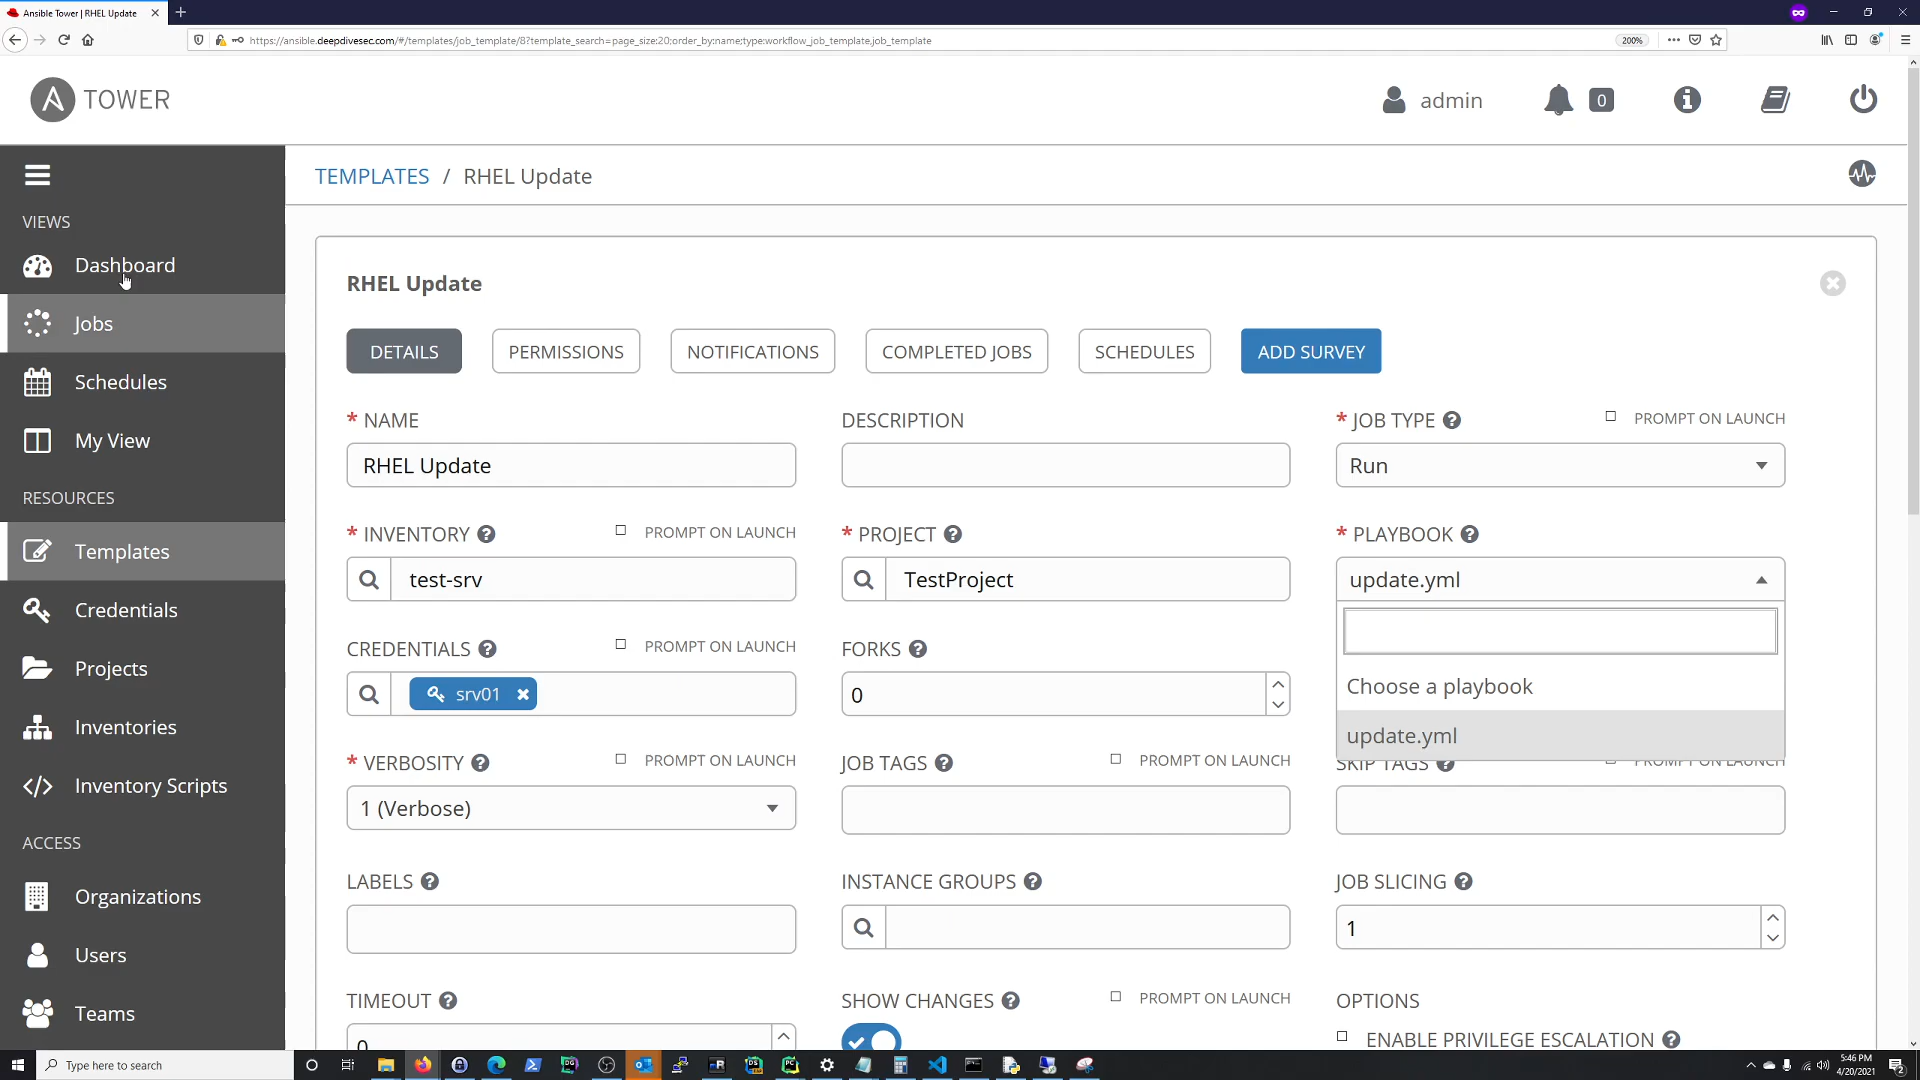 Ansible Tower | RHEL Update
https://ansible.deepdivesec.com/#/templates/job_template/8?template_search=page_size:20;order_by:name;type:workflow_job_template,job_template
200%
TOWER
admin
0
VIEWS
Dashboard
Jobs
Schedules
My View
RESOURCES
Templates
Credentials
Projects
Inventories
Inventory Scripts
ACCESS
Organizations
Users
Teams
TEMPLATES / RHEL Update
RHEL Update
DETAILS
PERMISSIONS
NOTIFICATIONS
COMPLETED JOBS
SCHEDULES
ADD SURVEY
* NAME
RHEL Update
DESCRIPTION
* JOB TYPE
PROMPT ON LAUNCH
Run
* INVENTORY
PROMPT ON LAUNCH
test-srv
* PROJECT
TestProject
* PLAYBOOK
update.yml
Choose a playbook
update.yml
CREDENTIALS
PROMPT ON LAUNCH
srv01
FORKS
0
* VERBOSITY
PROMPT ON LAUNCH
1 (Verbose)
JOB TAGS
PROMPT ON LAUNCH
SKIP TAGS
PROMPT ON LAUNCH
LABELS
INSTANCE GROUPS
JOB SLICING
1
TIMEOUT
0
SHOW CHANGES
PROMPT ON LAUNCH
OPTIONS
ENABLE PRIVILEGE ESCALATION
Type here to search
5:46 PM
4/20/2021